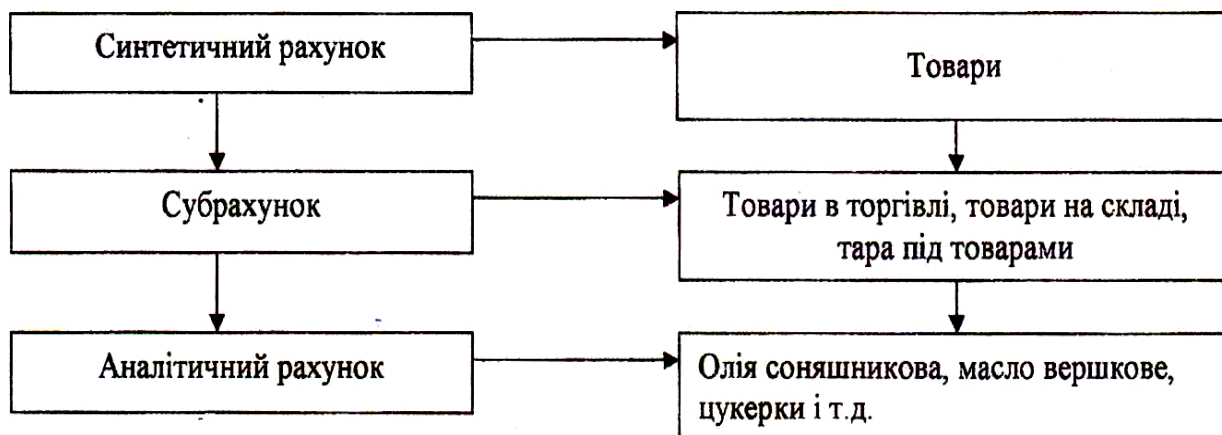 Синтетичний рахунок
Товари
Субрахунок
Товари в торгівлі, товари на складі,
тара під товарами
Аналітичний рахунок
Олія соняшникова, масло вершкове,
цукерки і т.д.